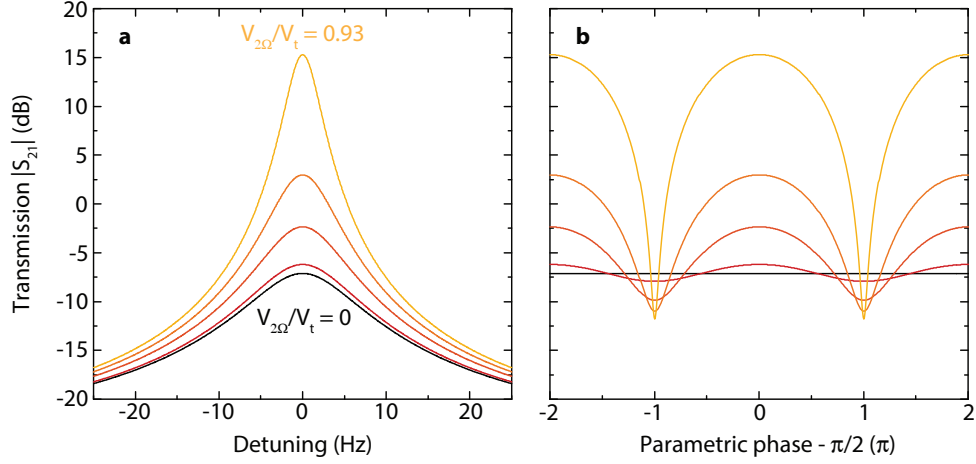 a
V2Ω/Vt = 0.93
b
Transmission |S21| (dB)
20
15
10
5
0
-5
-10
-15
-20
V2Ω/Vt = 0
-20 -10 0 10 20
-2 -1 0 1 2
Detuning (Hz)
Parametric phase - π/2 (π)